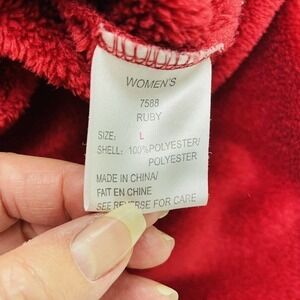 WOMEN'S
7588
RUBY
SIZE: L
SHELL: 100%POLYESTER/
POLYESTER
MADE IN CHINA/
FAIT EN CHINE
SEE REVERSE FOR CARE